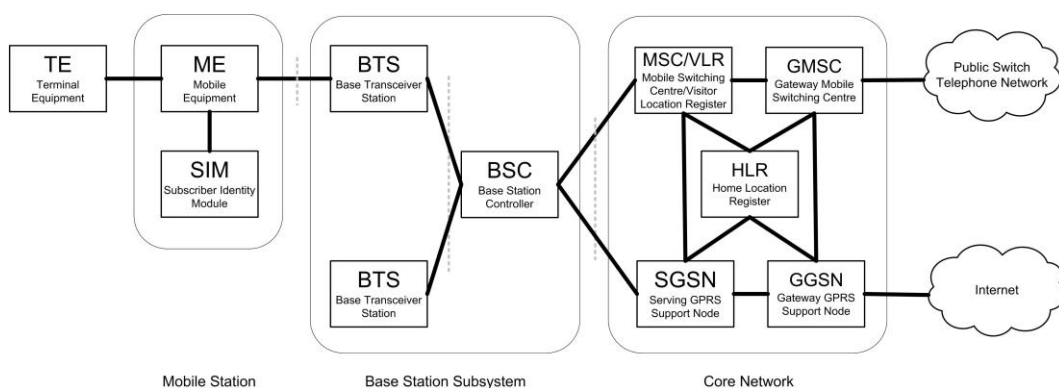 TE
Terminal
Equipment
ME
Mobile
Equipment
SIM
Subscriber Identity
Module
BTS
Base Transceiver
Station
BTS
Base Transceiver
Station
BSC
Base Station
Controller
MSC/VLR
Mobile Switching
Centre/Visitor
Location Register
GMSC
Gateway Mobile
Switching Centre
HLR
Home Location
Register
SGSN
Serving GPRS
Support Node
GGSN
Gateway GPRS
Support Node
Public Switch
Telephone Network
Internet
Mobile Station
Base Station Subsystem
Core Network